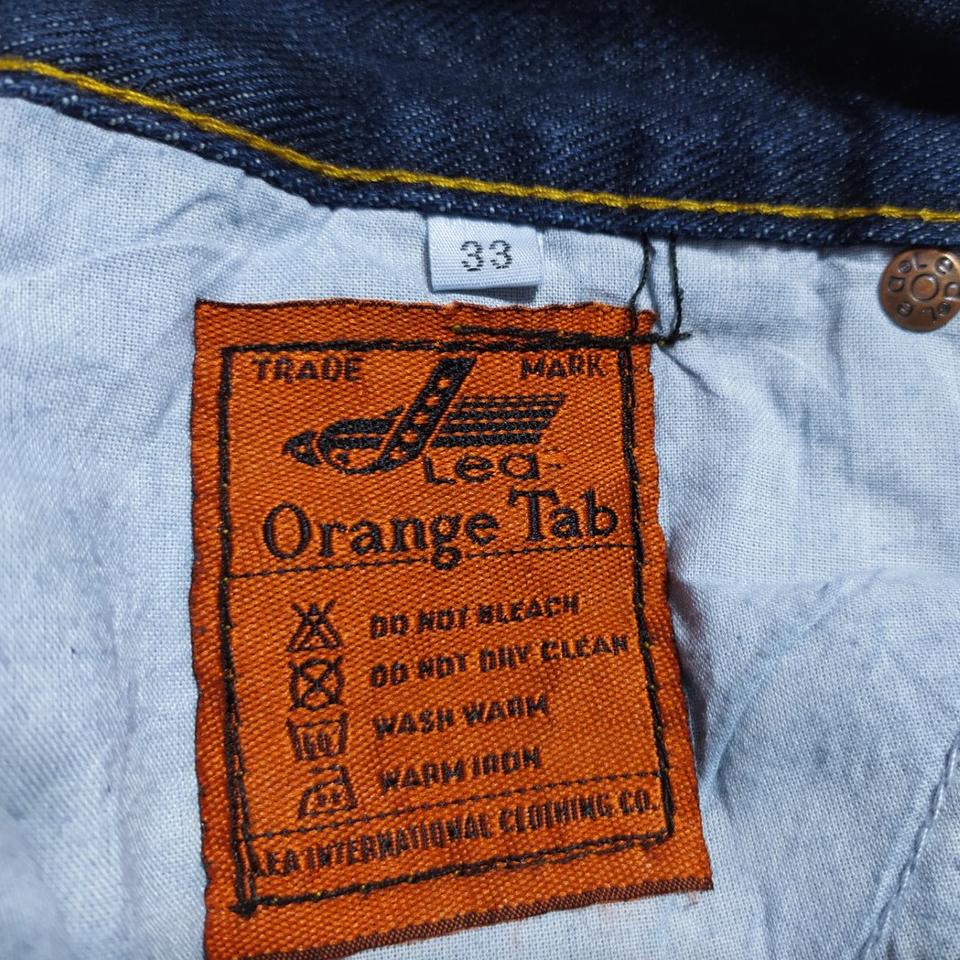 33
TRADE MARK
Lea
Orange Tab
DO NOT BLEACH
DO NOT DRY CLEAN
60
WASH WARM
WARM IRON
LEA INTERNATIONAL CLOTHING CO.